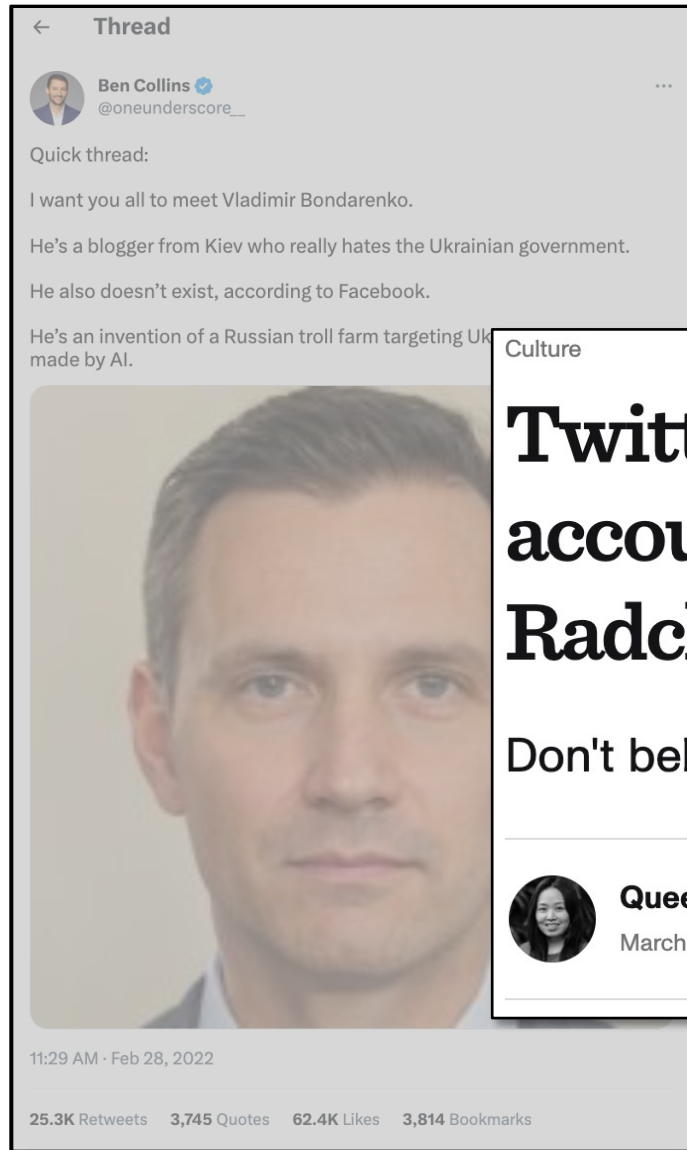 Thread
Ben Collins
@oneunderscore__
Quick thread:
I want you all to meet Vladimir Bondarenko.
He's a blogger from Kiev who really hates the Ukrainian government.
He also doesn't exist, according to Facebook.
He's an invention of a Russian troll farm targeting Uk
made by AI.
Culture
Twitt
accou
Radcl
Don't bel
Quee
March
11:29 AM · Feb 28, 2022
25.3K Retweets 3,745 Quotes 62.4K Likes 3,814 Bookmarks